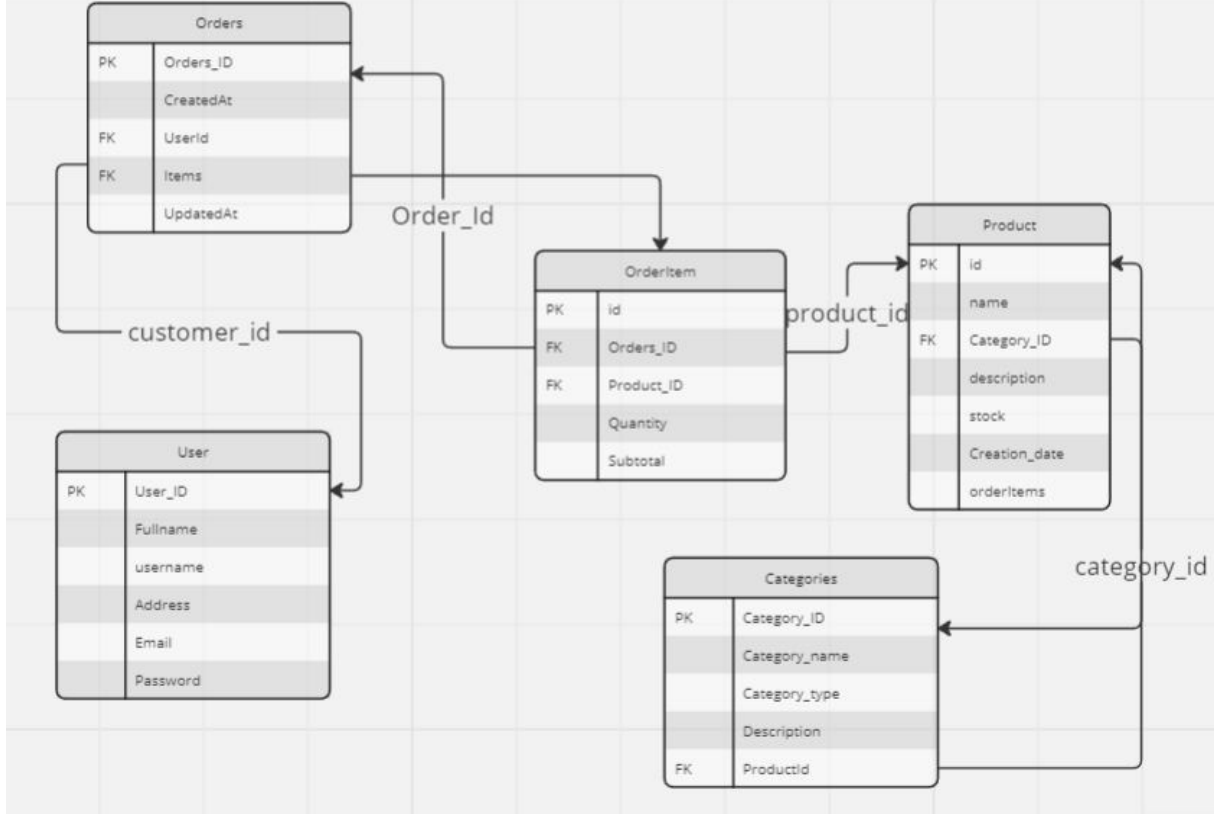 Orders
PK Orders_ID
CreatedAt
FK UserId
FK Items
UpdatedAt
Order_Id
customer_id
OrderItem
PK id
FK Orders_ID
FK Product_ID
Quantity
Subtotal
product_id
Product
PK id
name
FK Category_ID
description
stock
Creation_date
orderItems
User
PK User_ID
Fullname
username
Address
Email
Password
category_id
Categories
PK Category_ID
Category_name
Category_type
Description
FK ProductId